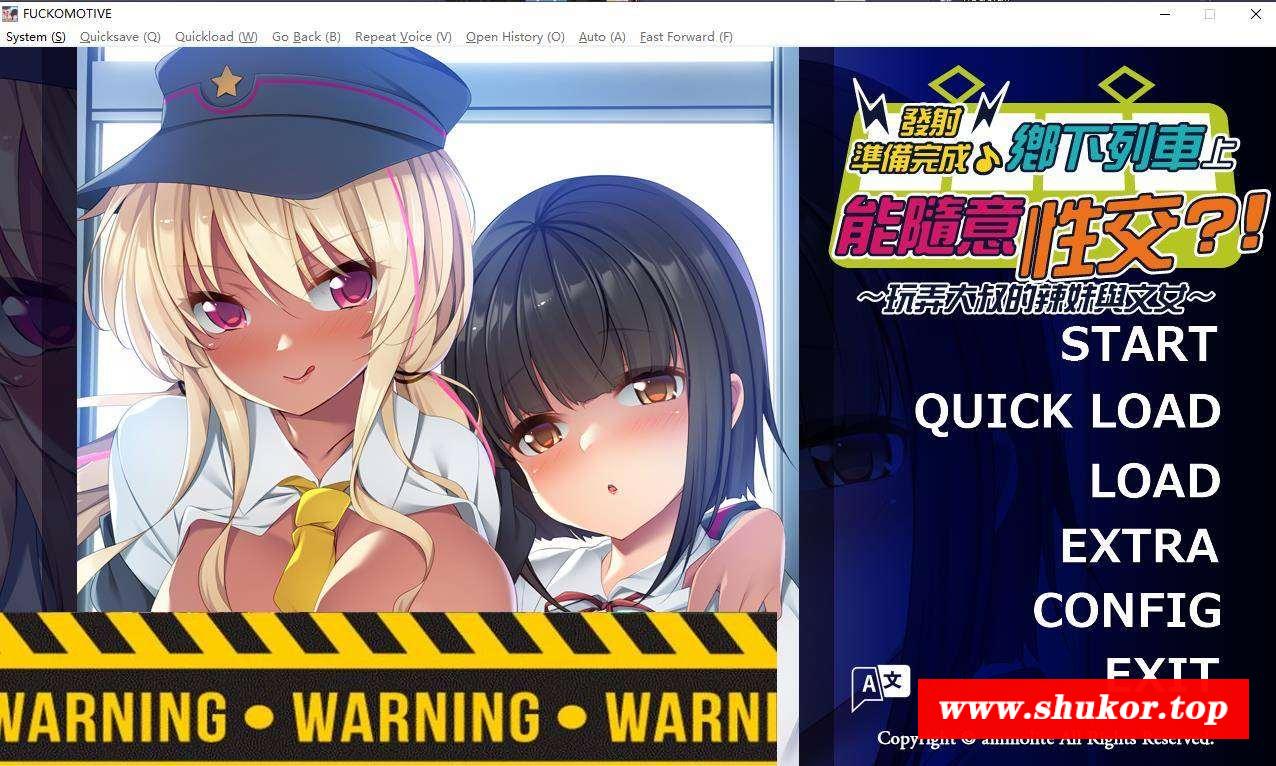 FUCKOMOTIVE
System (S) Quicksave (Q) Quickload (W) Go Back (B) Repeat Voice (V) Open History (O) Auto (A) Fast Forward (F)
發射
準備完成♪鄉下列車上
能隨意性交?!
～玩弄大叔的辣妹與文女～
START
QUICK LOAD
LOAD
EXTRA
CONFIG
EXIT
A文
www.shukor.top
WARNING • WARNING • WARNI
Copyright © ammolite All Rights Reserved.